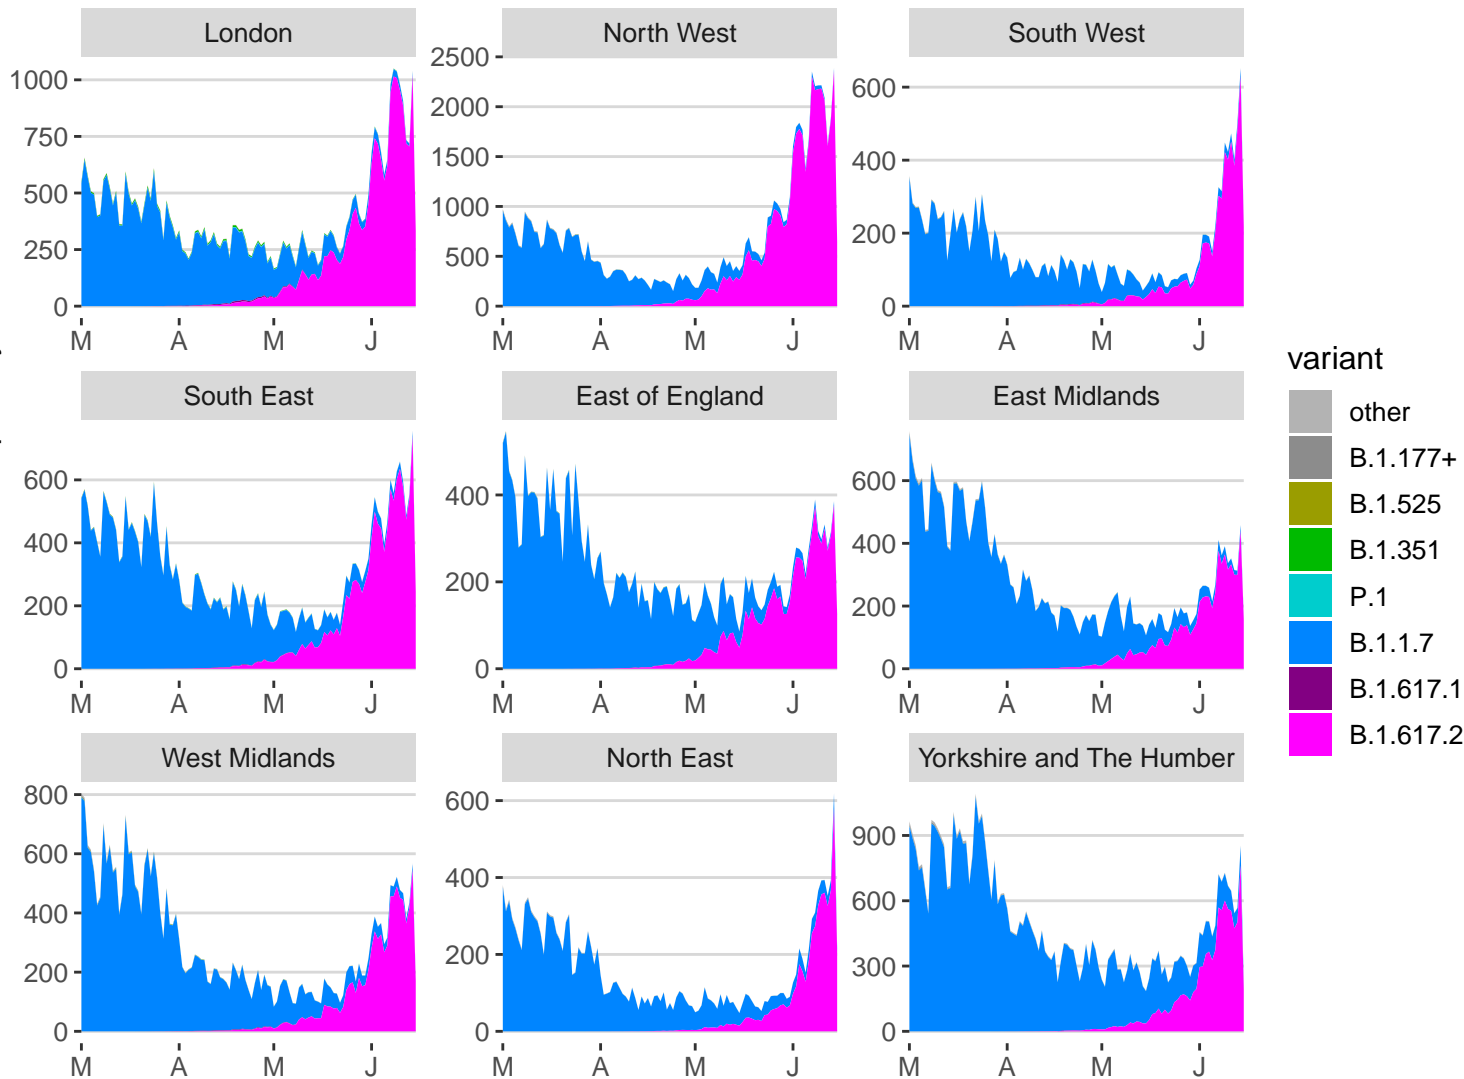 London
North West
South West
1000
750
500
250
0
M A M J
2500
2000
1500
1000
500
0
M A M J
600
400
200
0
M A M J
South East
East of England
East Midlands
600
400
200
0
M A M J
400
200
0
M A M J
600
400
200
0
M A M J
West Midlands
North East
Yorkshire and The Humber
800
600
400
200
0
M A M J
600
400
200
0
M A M J
900
600
300
0
M A M J
variant
other
B.1.177+
B.1.525
B.1.351
P.1
B.1.1.7
B.1.617.1
B.1.617.2